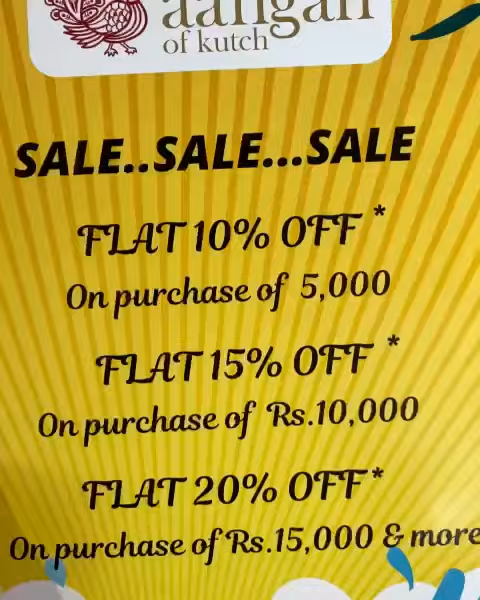 aangan
of kutch
SALE..SALE...SALE
FLAT 10% OFF *
On purchase of 5,000
FLAT 15% OFF *
On purchase of Rs.10,000
FLAT 20% OFF*
On purchase of Rs.15,000 & more